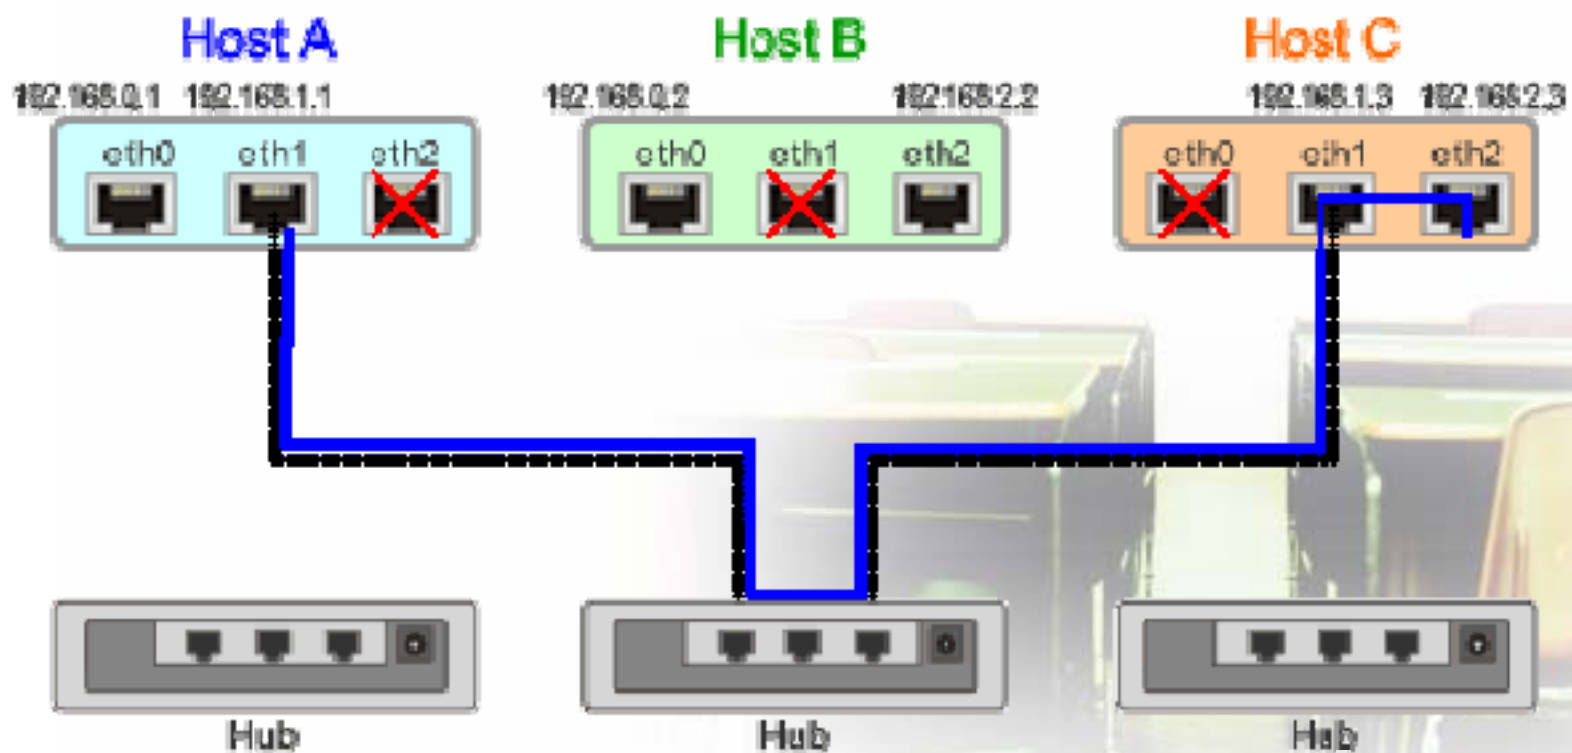 Host A Host B Host C
192.168.0.1 192.168.1.1 192.168.0.2 192.168.2.2 192.168.1.3 192.168.2.3
eth0 eth1 eth2 eth0 eth1 eth2 eth0 eth1 eth2
Hub Hub Hub